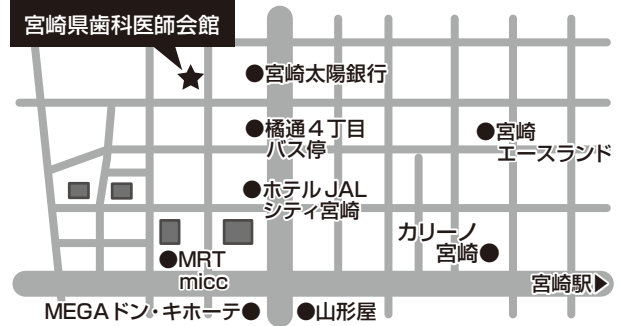 宮崎県歯科医師会館
●宮崎太陽銀行
●橘通4丁目
バス停
●宮崎
エースランド
●ホテルJAL
シティ宮崎
カリーノ
宮崎●
●MRT
micc
宮崎駅▶
MEGAドン・キホーテ●
●山形屋